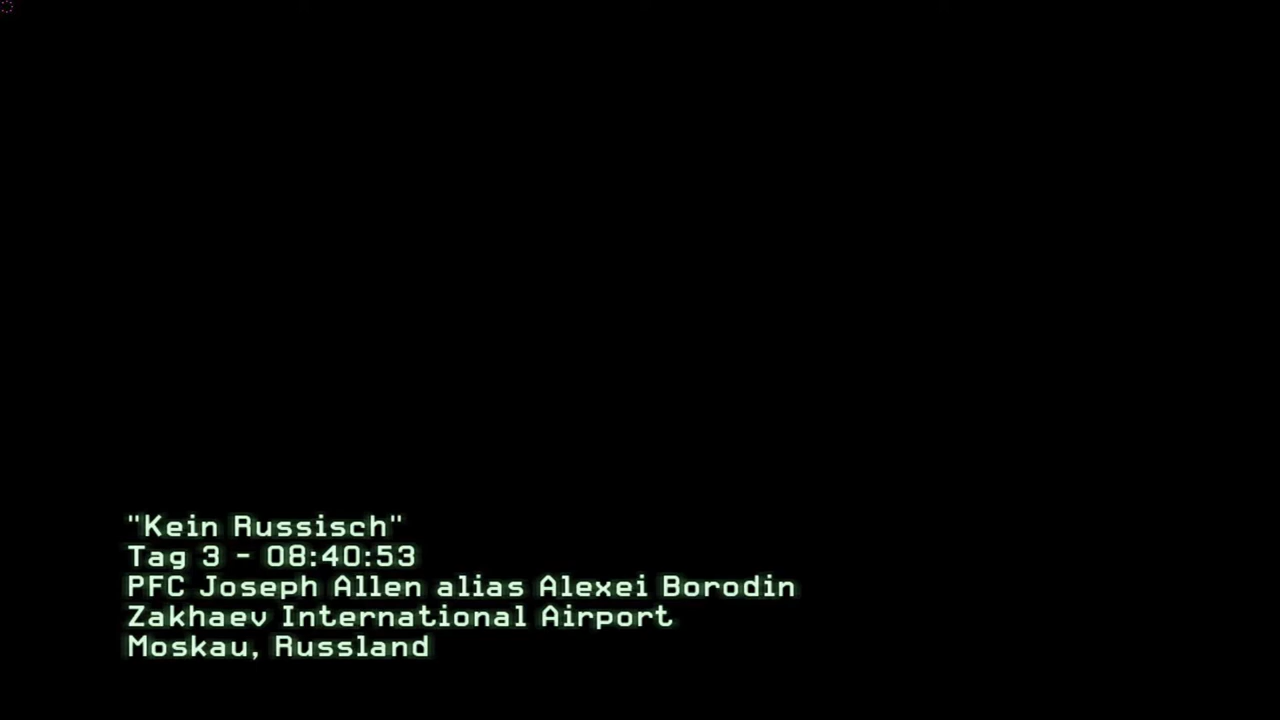 "Kein Russisch"
Tag 3 - 08:40:53
PFC Joseph Allen alias Alexei Borodin
Zakhaev International Airport
Moskau, Russland